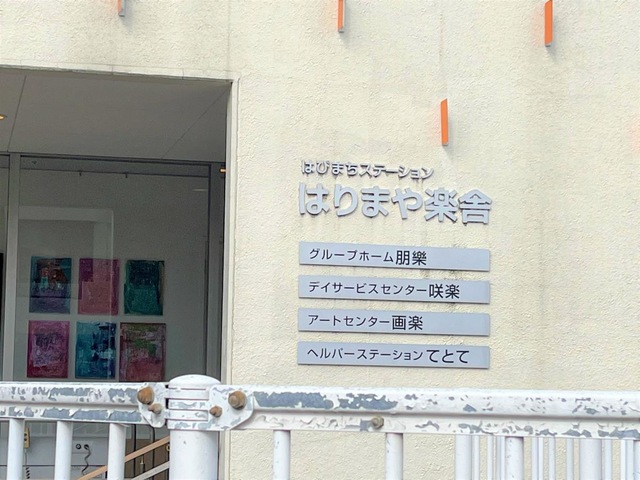 はぴまちステーション
はりまや楽舎
グループホーム朋樂
デイサービスセンター咲楽
アートセンター画楽
ヘルパーステーションてとて